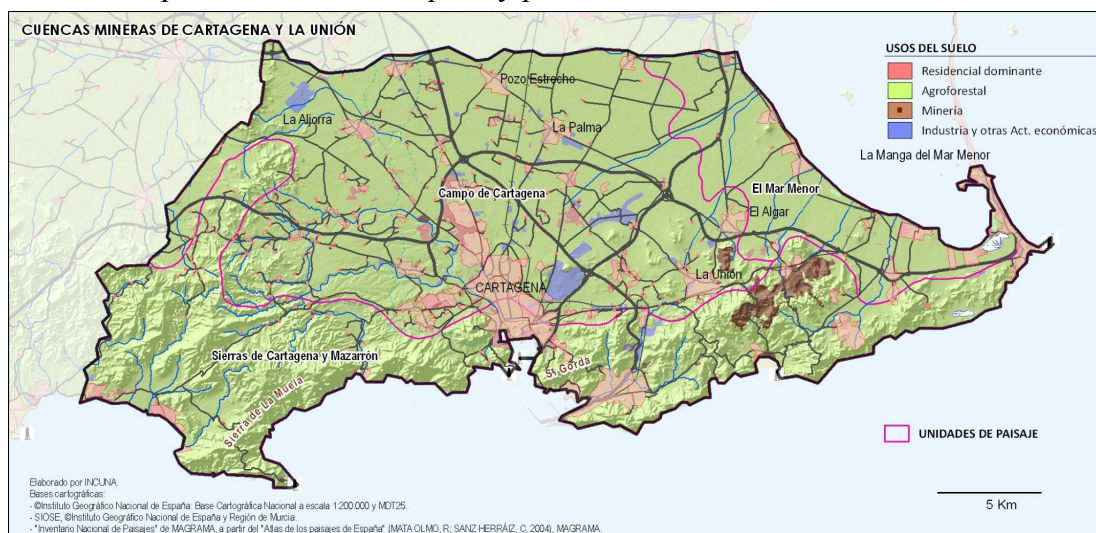 CUENCAS MINERAS DE CARTAGENA Y LA UNIÓN
USOS DEL SUELO
Residencial dominante
Agroforestal
Minería
Industria y otras Act. económicas
Pozo Estrecho
La Aljorra
La Palma
La Manga del Mar Menor
Campo de Cartagena
El Mar Menor
El Algar
La Unión
CARTAGENA
Sierras de Cartagena y Mazarrón
Sª Gorda
Sierra de La Muela
UNIDADES DE PAISAJE
5 Km
Elaborado por INCUNA.
Bases cartográficas:
- ©Instituto Geográfico Nacional de España: Base Cartográfica Nacional a escala 1:200.000 y MDT25.
- SIOSE, ©Instituto Geográfico Nacional de España y Región de Murcia.
- "Inventario Nacional de Paisajes" de MAGRAMA, a partir del "Atlas de los paisajes de España" (MATA OLMO, R; SANZ HERRÁIZ, C, 2004), MAGRAMA.